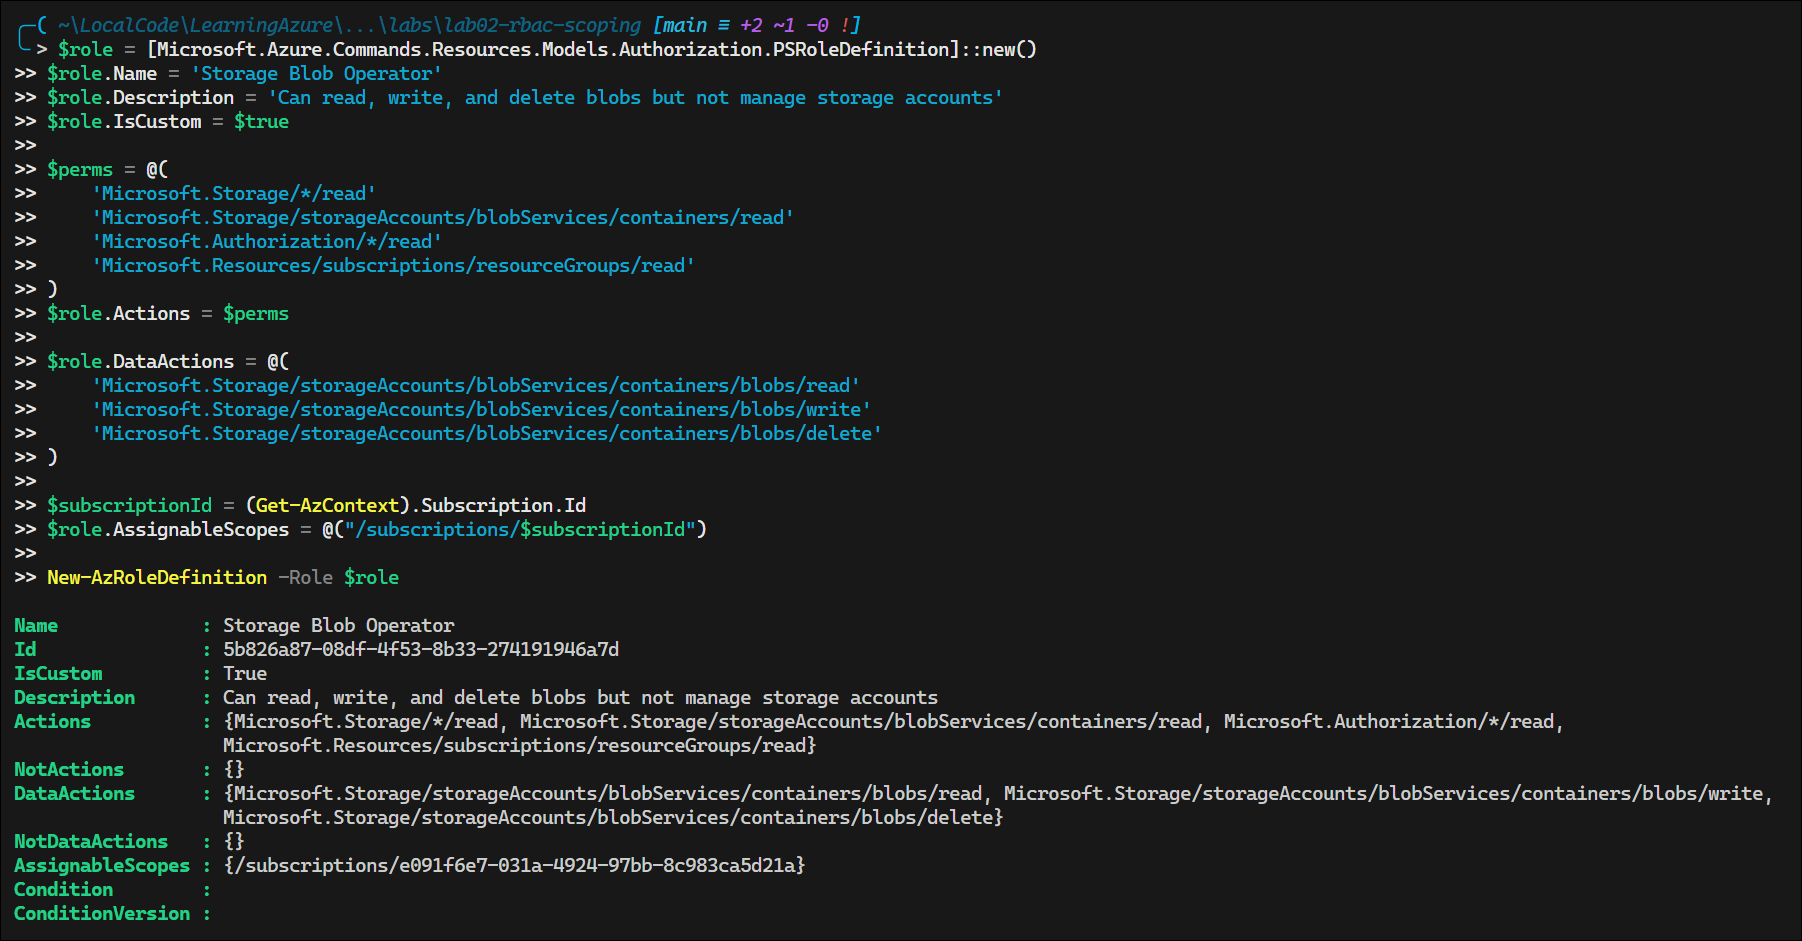 ~\LocalCode\LearningAzure\...\labs\lab02-rbac-scoping [main ≡ +2 ~1 -0 !]
> $role = [Microsoft.Azure.Commands.Resources.Models.Authorization.PSRoleDefinition]::new()
>> $role.Name = 'Storage Blob Operator'
>> $role.Description = 'Can read, write, and delete blobs but not manage storage accounts'
>> $role.IsCustom = $true
>>
>> $perms = @(
>>     'Microsoft.Storage/*/read'
>>     'Microsoft.Storage/storageAccounts/blobServices/containers/read'
>>     'Microsoft.Authorization/*/read'
>>     'Microsoft.Resources/subscriptions/resourceGroups/read'
>> )
>> $role.Actions = $perms
>>
>> $role.DataActions = @(
>>     'Microsoft.Storage/storageAccounts/blobServices/containers/blobs/read'
>>     'Microsoft.Storage/storageAccounts/blobServices/containers/blobs/write'
>>     'Microsoft.Storage/storageAccounts/blobServices/containers/blobs/delete'
>> )
>>
>> $subscriptionId = (Get-AzContext).Subscription.Id
>> $role.AssignableScopes = @("/subscriptions/$subscriptionId")
>>
>> New-AzRoleDefinition -Role $role
Name             : Storage Blob Operator
Id               : 5b826a87-08df-4f53-8b33-274191946a7d
IsCustom         : True
Description      : Can read, write, and delete blobs but not manage storage accounts
Actions          : {Microsoft.Storage/*/read, Microsoft.Storage/storageAccounts/blobServices/containers/read, Microsoft.Authorization/*/read,
                   Microsoft.Resources/subscriptions/resourceGroups/read}
NotActions       : {}
DataActions      : {Microsoft.Storage/storageAccounts/blobServices/containers/blobs/read, Microsoft.Storage/storageAccounts/blobServices/containers/blobs/write,
                   Microsoft.Storage/storageAccounts/blobServices/containers/blobs/delete}
NotDataActions   : {}
AssignableScopes : {/subscriptions/e091f6e7-031a-4924-97bb-8c983ca5d21a}
Condition        :
ConditionVersion :